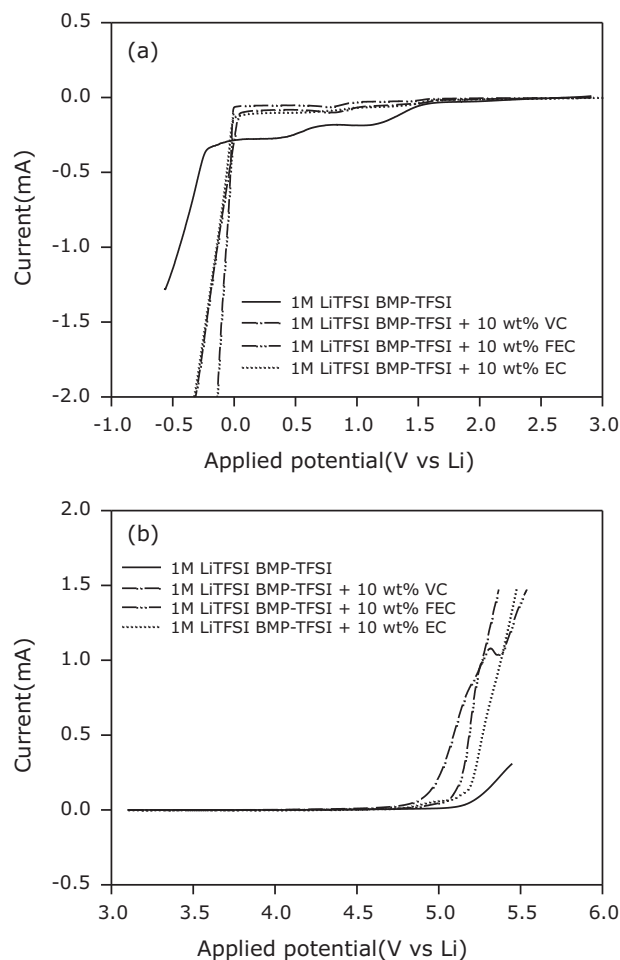 (a)
0.5
0.0
-0.5
-1.0
-1.5
-2.0
Current(mA)
1M LiTFSI BMP-TFSI
1M LiTFSI BMP-TFSI + 10 wt% VC
1M LiTFSI BMP-TFSI + 10 wt% FEC
1M LiTFSI BMP-TFSI + 10 wt% EC
-1.0 -0.5 0.0 0.5 1.0 1.5 2.0 2.5 3.0
Applied potential(V vs Li)
(b)
2.0
1.5
1.0
0.5
0.0
-0.5
Current(mA)
1M LiTFSI BMP-TFSI
1M LiTFSI BMP-TFSI + 10 wt% VC
1M LiTFSI BMP-TFSI + 10 wt% FEC
1M LiTFSI BMP-TFSI + 10 wt% EC
3.0 3.5 4.0 4.5 5.0 5.5 6.0
Applied potential(V vs Li)